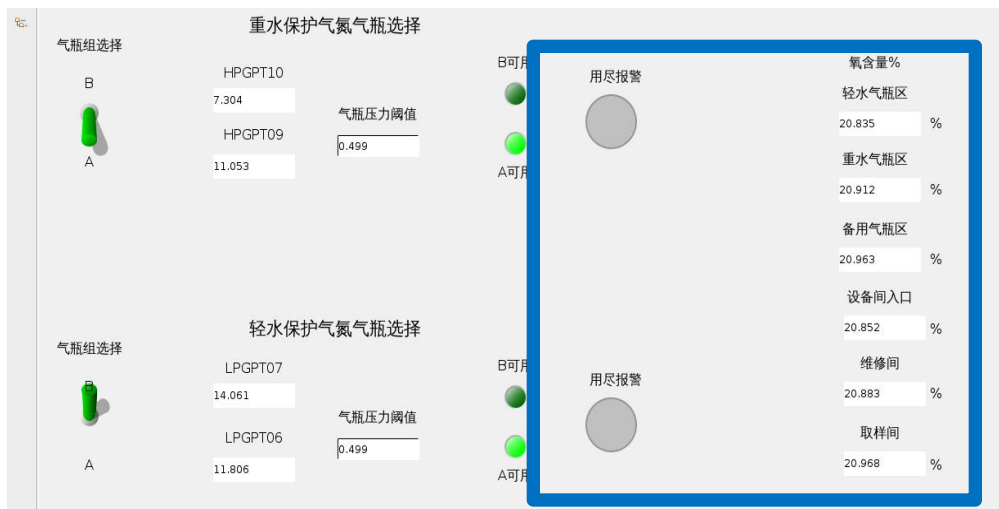 重水保护气氮气瓶选择
气瓶组选择
B
A
HPGPT10
7.304
HPGPT09
11.053
气瓶压力阈值
0.499
B可用
A可用
用尽报警
氧含量%
轻水气瓶区
20.835 %
重水气瓶区
20.912 %
备用气瓶区
20.963 %
设备间入口
20.852 %
维修间
20.883 %
取样间
20.968 %
轻水保护气氮气瓶选择
气瓶组选择
B
A
LPGPT07
14.061
LPGPT06
11.806
气瓶压力阈值
0.499
B可用
A可用
用尽报警